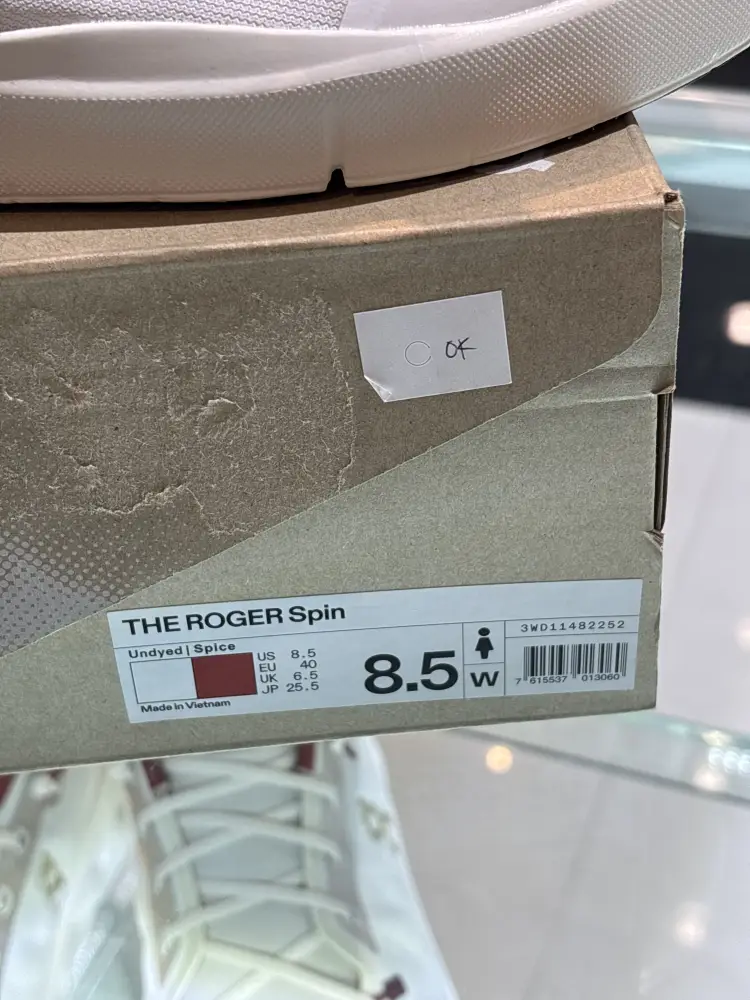 OK
THE ROGER Spin
Undyed | Spice
US 8.5
EU 40
UK 6.5
JP 25.5
Made in Vietnam
8.5
W
3WD11482252
7 615537 013060